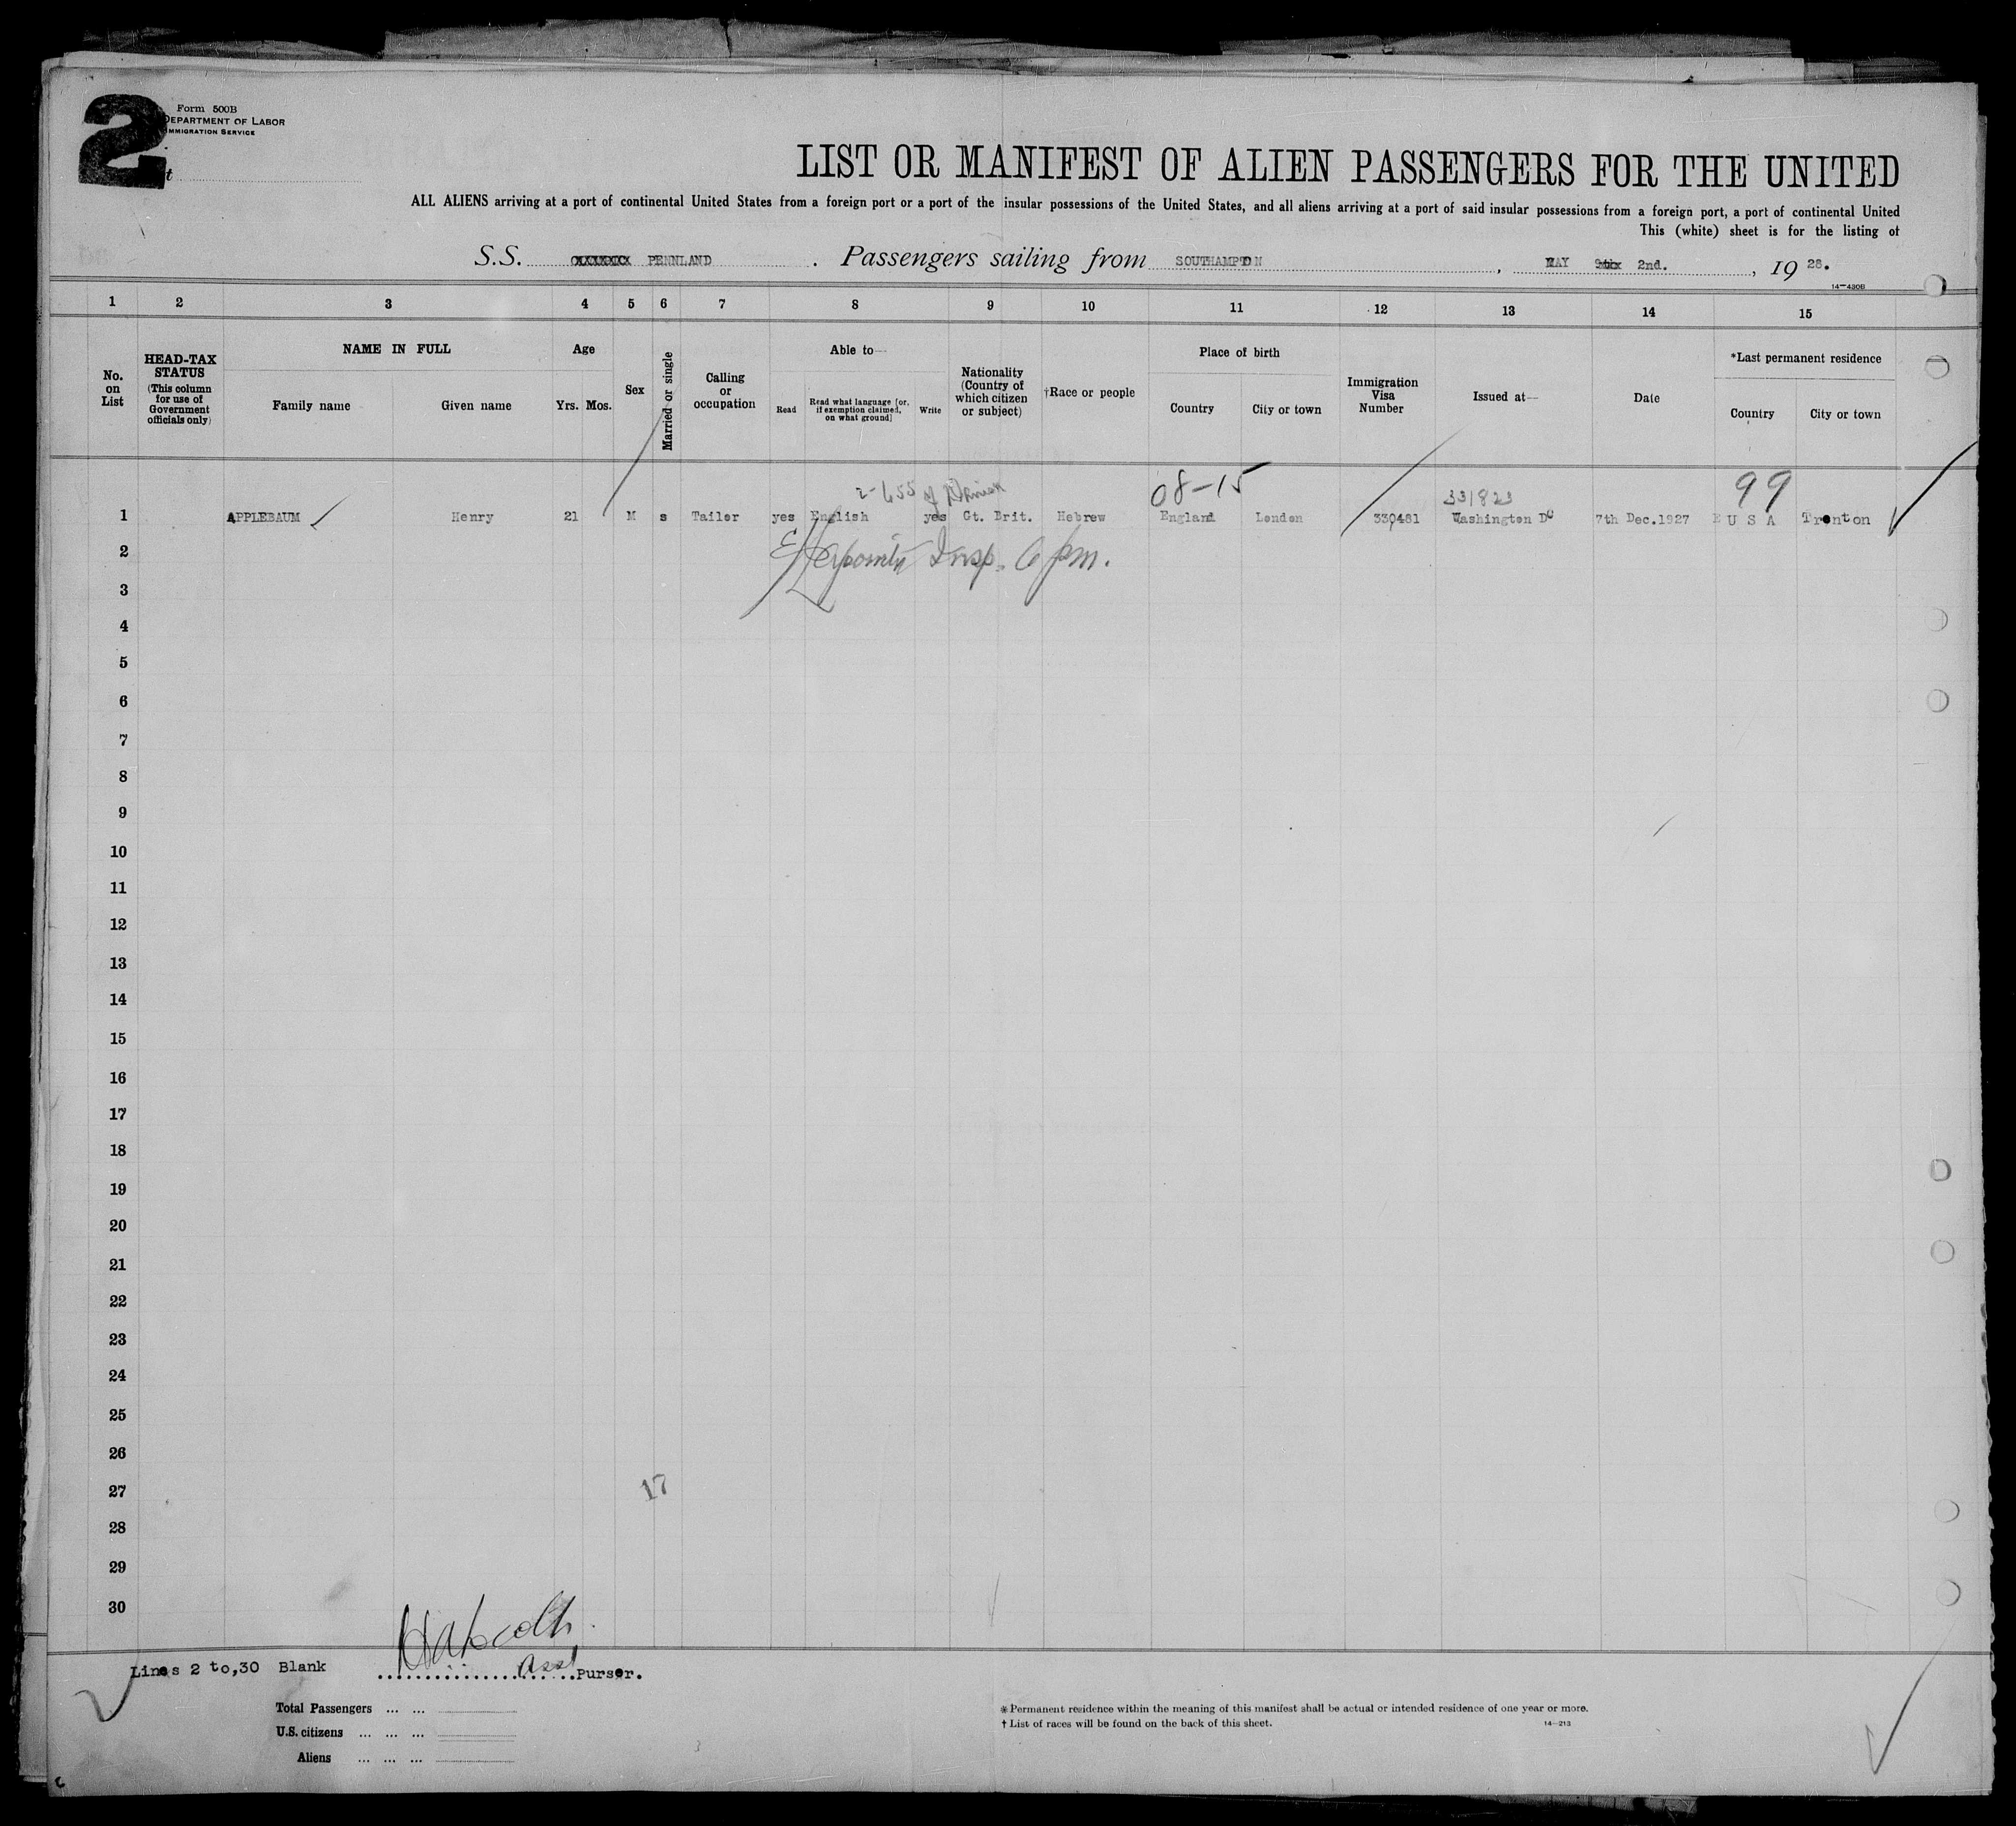 2
Form 500B
DEPARTMENT OF LABOR
IMMIGRATION SERVICE
LIST OR MANIFEST OF ALIEN PASSENGERS FOR THE UNITED
ALL ALIENS arriving at a port of continental United States from a foreign port or a port of the insular possessions of the United States, and all aliens arriving at a port of said insular possessions from a foreign port, a port of continental United
This (white) sheet is for the listing of
S.S. PENNLAND . Passengers sailing from SOUTHAMPTON , MAY 9th 2nd. , 19 28.
14-430B
1 2 3 4 5 6 7 8 9 10 11 12 13 14 15
No. on List
HEAD-TAX STATUS
(This column for use of Government officials only)
NAME IN FULL
Family name Given name
Age
Yrs. Mos.
Sex
Married or single
Calling or occupation
Able to—
Read Read what language [or, if exemption claimed, on what ground] Write
Nationality (Country of which citizen or subject)
†Race or people
Place of birth
Country City or town
Immigration Visa Number
Issued at—
Date
*Last permanent residence
Country City or town
08-15 331823 99
1 APPLEBAUM Henry 21 M s Tailor yes English yes Gt. Brit. Hebrew England London 330481 Washington DC 7th Dec.1927 U S A Trenton
2 Insp. 6 pm.
3
4
5
6
7
8
9
10
11
12
13
14
15
16
17
18
19
20
21
22
23
24
25
26
27 17
28
29
30
Lines 2 to,30 Blank Asst Purser.
Total Passengers ... ...
U.S. citizens ... ... ...
Aliens ... ... ...
* Permanent residence within the meaning of this manifest shall be actual or intended residence of one year or more.
† List of races will be found on the back of this sheet.
14-213